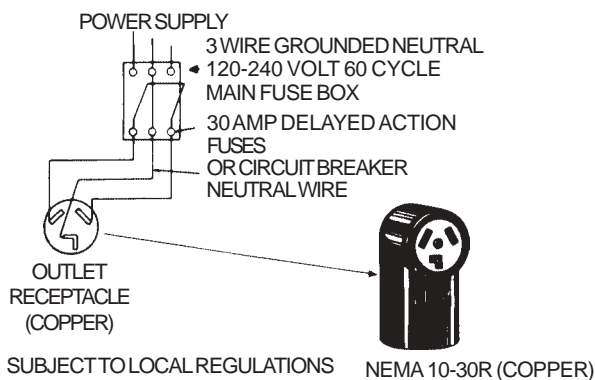 POWER SUPPLY
3 WIRE GROUNDED NEUTRAL
120-240 VOLT 60 CYCLE
MAIN FUSE BOX
30 AMP DELAYED ACTION
FUSES
OR CIRCUIT BREAKER
NEUTRAL WIRE
OUTLET
RECEPTACLE
(COPPER)
SUBJECT TO LOCAL REGULATIONS
NEMA 10-30R (COPPER)